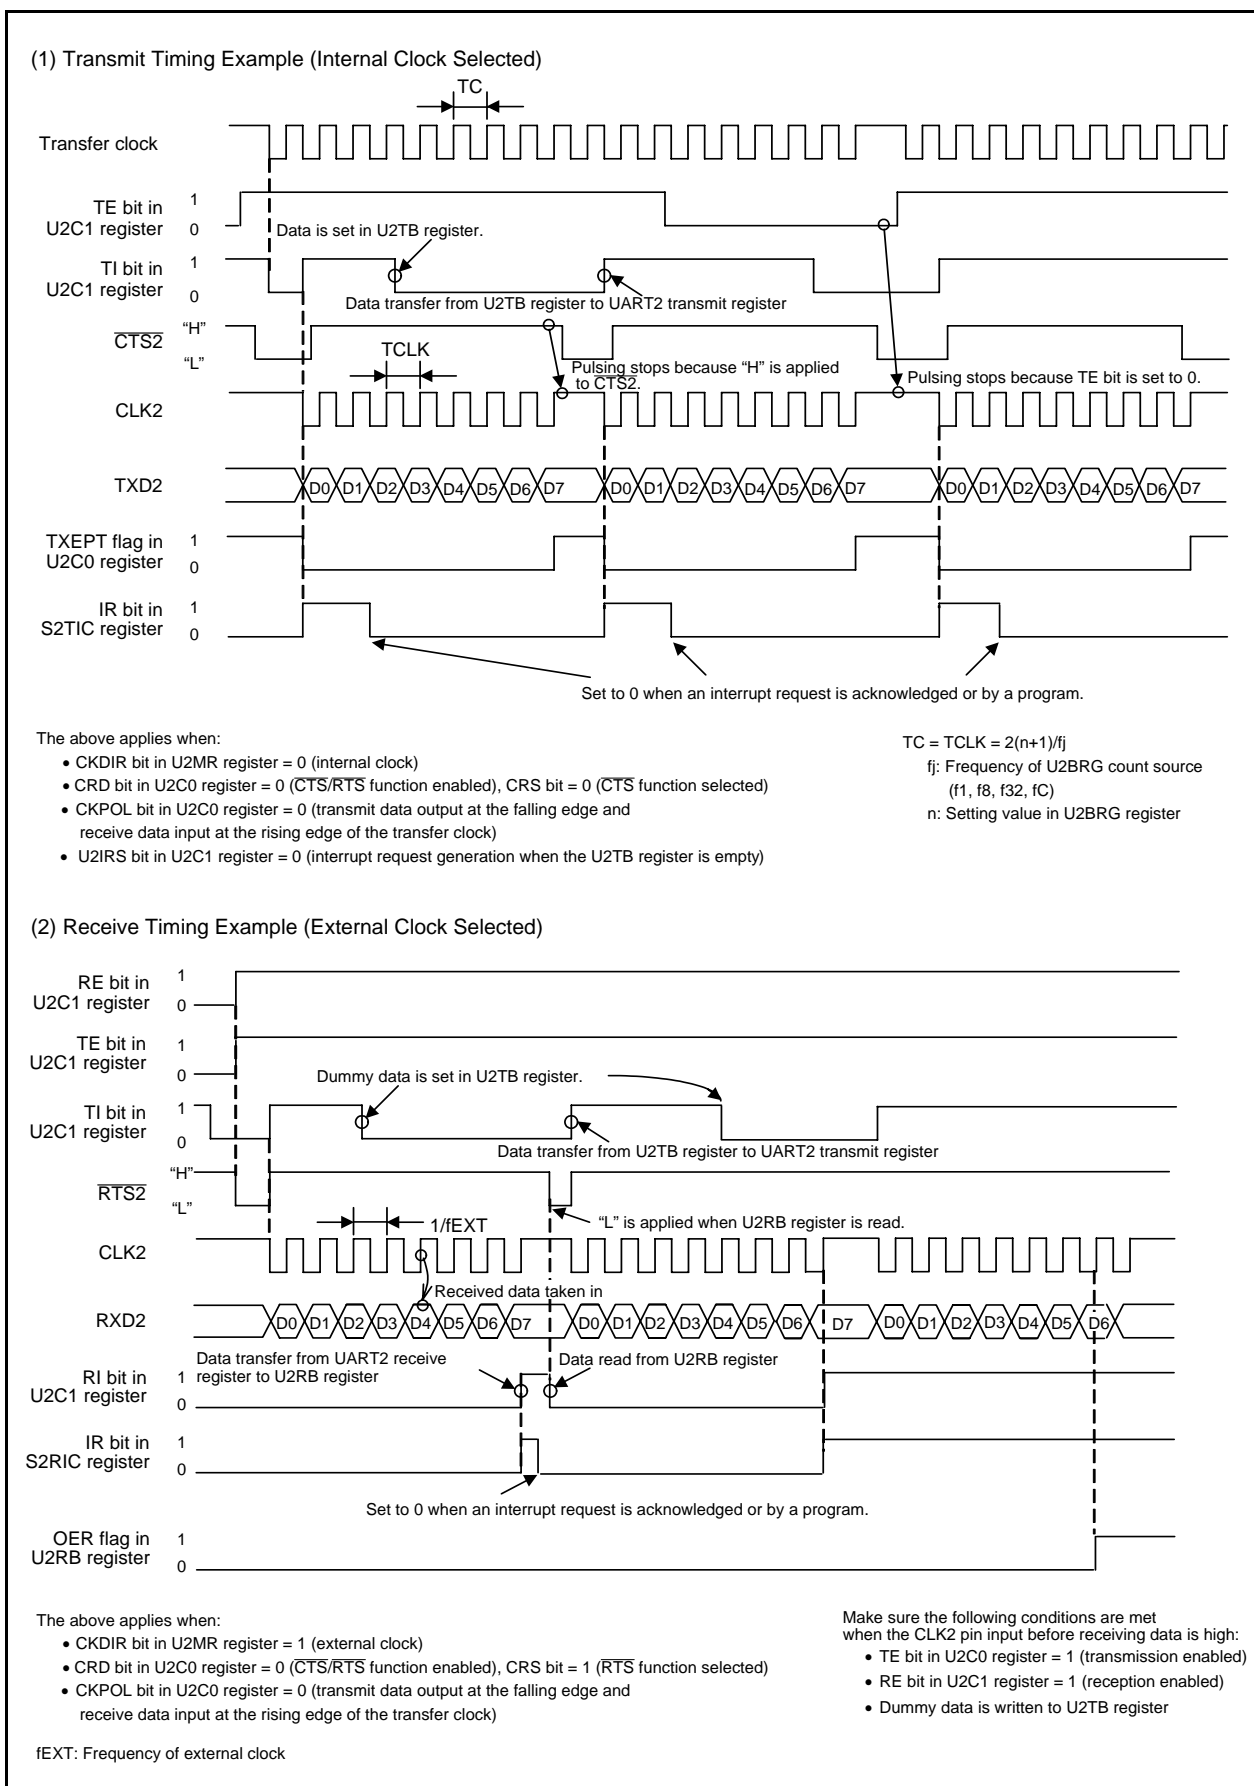 (1) Transmit Timing Example (Internal Clock Selected)
TC
Transfer clock
TE bit in
U2C1 register
1
0
Data is set in U2TB register.
TI bit in
U2C1 register
1
0
Data transfer from U2TB register to UART2 transmit register
CTS2
“H”
“L”
TCLK
Pulsing stops because “H” is applied
to CTS2.
Pulsing stops because TE bit is set to 0.
CLK2
TXD2
D0 D1 D2 D3 D4 D5 D6 D7 D0 D1 D2 D3 D4 D5 D6 D7 D0 D1 D2 D3 D4 D5 D6 D7
TXEPT flag in
U2C0 register
1
0
IR bit in
S2TIC register
1
0
Set to 0 when an interrupt request is acknowledged or by a program.
The above applies when:
• CKDIR bit in U2MR register = 0 (internal clock)
• CRD bit in U2C0 register = 0 (CTS/RTS function enabled), CRS bit = 0 (CTS function selected)
• CKPOL bit in U2C0 register = 0 (transmit data output at the falling edge and
receive data input at the rising edge of the transfer clock)
• U2IRS bit in U2C1 register = 0 (interrupt request generation when the U2TB register is empty)
TC = TCLK = 2(n+1)/fj
fj: Frequency of U2BRG count source
(f1, f8, f32, fC)
n: Setting value in U2BRG register
(2) Receive Timing Example (External Clock Selected)
RE bit in
U2C1 register
1
0
TE bit in
U2C1 register
1
0
Dummy data is set in U2TB register.
TI bit in
U2C1 register
1
0
Data transfer from U2TB register to UART2 transmit register
RTS2
“H”
“L”
1/fEXT
“L” is applied when U2RB register is read.
CLK2
Received data taken in
RXD2
D0 D1 D2 D3 D4 D5 D6 D7 D0 D1 D2 D3 D4 D5 D6 D7 D0 D1 D2 D3 D4 D5 D6
Data transfer from UART2 receive
register to U2RB register
Data read from U2RB register
RI bit in
U2C1 register
1
0
IR bit in
S2RIC register
1
0
Set to 0 when an interrupt request is acknowledged or by a program.
OER flag in
U2RB register
1
0
The above applies when:
• CKDIR bit in U2MR register = 1 (external clock)
• CRD bit in U2C0 register = 0 (CTS/RTS function enabled), CRS bit = 1 (RTS function selected)
• CKPOL bit in U2C0 register = 0 (transmit data output at the falling edge and
receive data input at the rising edge of the transfer clock)
fEXT: Frequency of external clock
Make sure the following conditions are met
when the CLK2 pin input before receiving data is high:
• TE bit in U2C0 register = 1 (transmission enabled)
• RE bit in U2C1 register = 1 (reception enabled)
• Dummy data is written to U2TB register